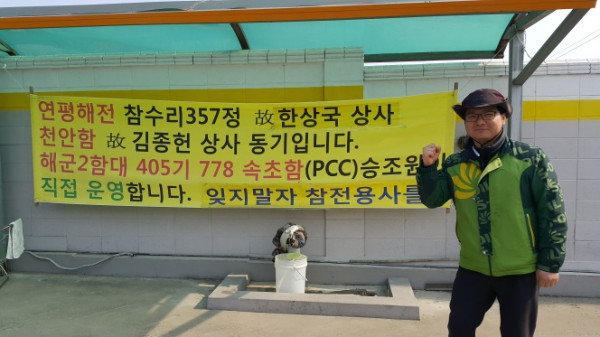 연평해전 참수리357정 故한상국 상사
천안함 故 김종헌 상사 동기입니다.
해군2함대 405기 778 속초함(PCC)승조원
직접 운영합니다. 잊지말자 참전용사를